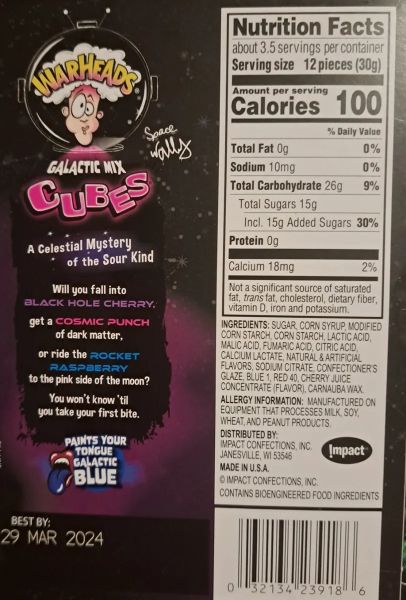 WARHEADS
Space
Wally
GALACTIC MIX
CUBES
A Celestial Mystery
of the Sour Kind
Will you fall into
BLACK HOLE CHERRY,
get a COSMIC PUNCH
of dark matter,
or ride the ROCKET
RASPBERRY
to the pink side of the moon?
You won't know 'til
you take your first bite.
PAINTS YOUR
TONGUE
GALACTIC
BLUE
BEST BY:
29 MAR 2024
Nutrition Facts
about 3.5 servings per container
Serving size 12 pieces (30g)
Amount per serving
Calories 100
% Daily Value
Total Fat 0g 0%
Sodium 10mg 0%
Total Carbohydrate 26g 9%
Total Sugars 15g
Incl. 15g Added Sugars 30%
Protein 0g
Calcium 18mg 2%
Not a significant source of saturated
fat, trans fat, cholesterol, dietary fiber,
vitamin D, iron and potassium.
INGREDIENTS: SUGAR, CORN SYRUP, MODIFIED
CORN STARCH, CORN STARCH, LACTIC ACID,
MALIC ACID, FUMARIC ACID, CITRIC ACID,
CALCIUM LACTATE, NATURAL & ARTIFICIAL
FLAVORS, SODIUM CITRATE, CONFECTIONER'S
GLAZE, BLUE 1, RED 40, CHERRY JUICE
CONCENTRATE (FLAVOR), CARNAUBA WAX.
ALLERGY INFORMATION: MANUFACTURED ON
EQUIPMENT THAT PROCESSES MILK, SOY,
WHEAT, AND PEANUT PRODUCTS.
DISTRIBUTED BY:
IMPACT CONFECTIONS, INC.
JANESVILLE, WI 53546
Impact
MADE IN U.S.A.
© IMPACT CONFECTIONS, INC.
CONTAINS BIOENGINEERED FOOD INGREDIENTS
0 32134 23918 6